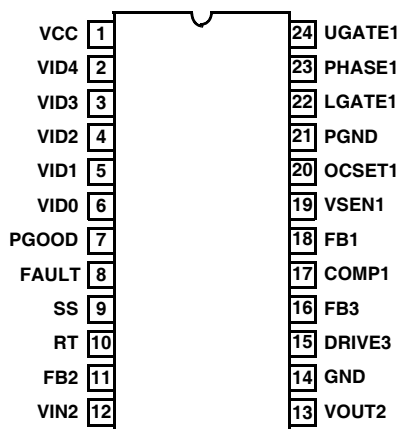 VCC 1 24 UGATE1
VID4 2 23 PHASE1
VID3 3 22 LGATE1
VID2 4 21 PGND
VID1 5 20 OCSET1
VID0 6 19 VSEN1
PGOOD 7 18 FB1
FAULT 8 17 COMP1
SS 9 16 FB3
RT 10 15 DRIVE3
FB2 11 14 GND
VIN2 12 13 VOUT2